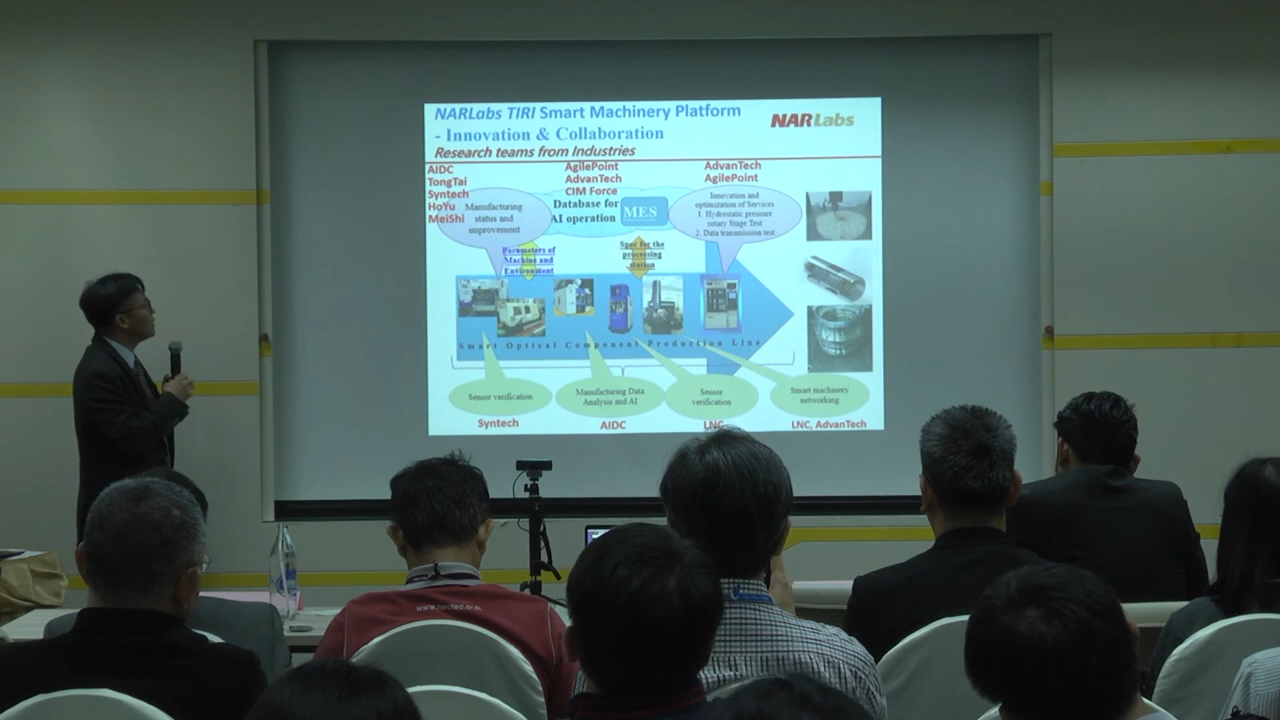 NARLabs TIRI Smart Machinery Platform
- Innovation & Collaboration
NARLabs
Research teams from Industries
AIDC
TongTai
Syntech
HoYu
MeiShi
AgilePoint
AdvanTech
CIM Force
AdvanTech
AgilePoint
Manufacturing
status and
improvement
Database for
AI operation
MES
Innovation and
optimization of Services
1. Hydrostatic pressure
rotary Stage Test
2. Data transmission test
Parameters of
Machine and
Environment
Spec for the
processing
station
Smart Optical Component Production Line
Sensor verification
Manufacturing Data
Analysis and AI
Sensor
verification
Smart machinery
networking
Syntech
AIDC
LNC
LNC, AdvanTech